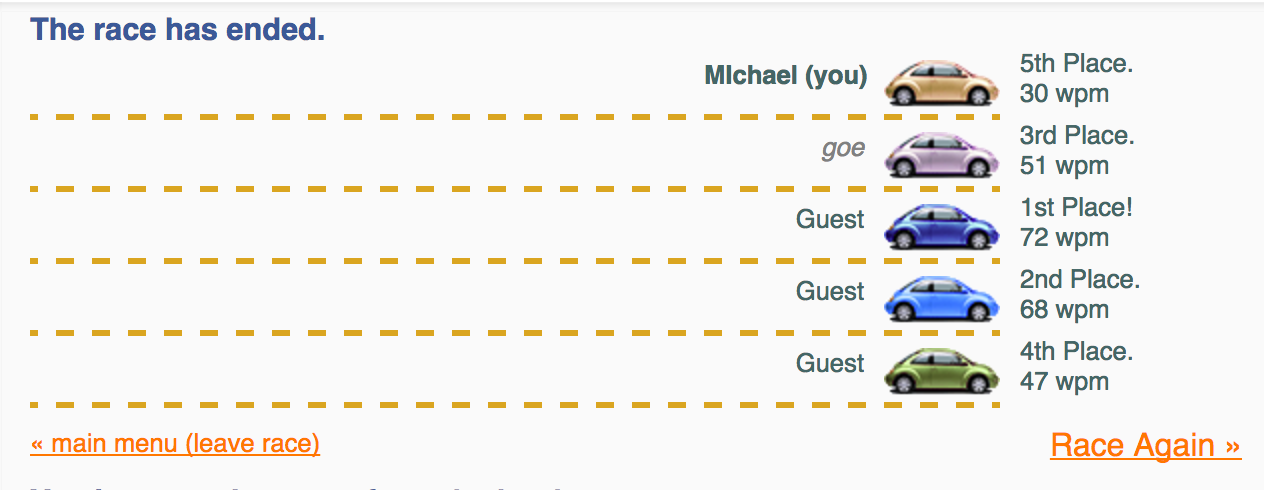 The race has ended.
MIchael (you)
5th Place.
30 wpm
goe
3rd Place.
51 wpm
Guest
1st Place!
72 wpm
Guest
2nd Place.
68 wpm
Guest
4th Place.
47 wpm
« main menu (leave race)
Race Again »